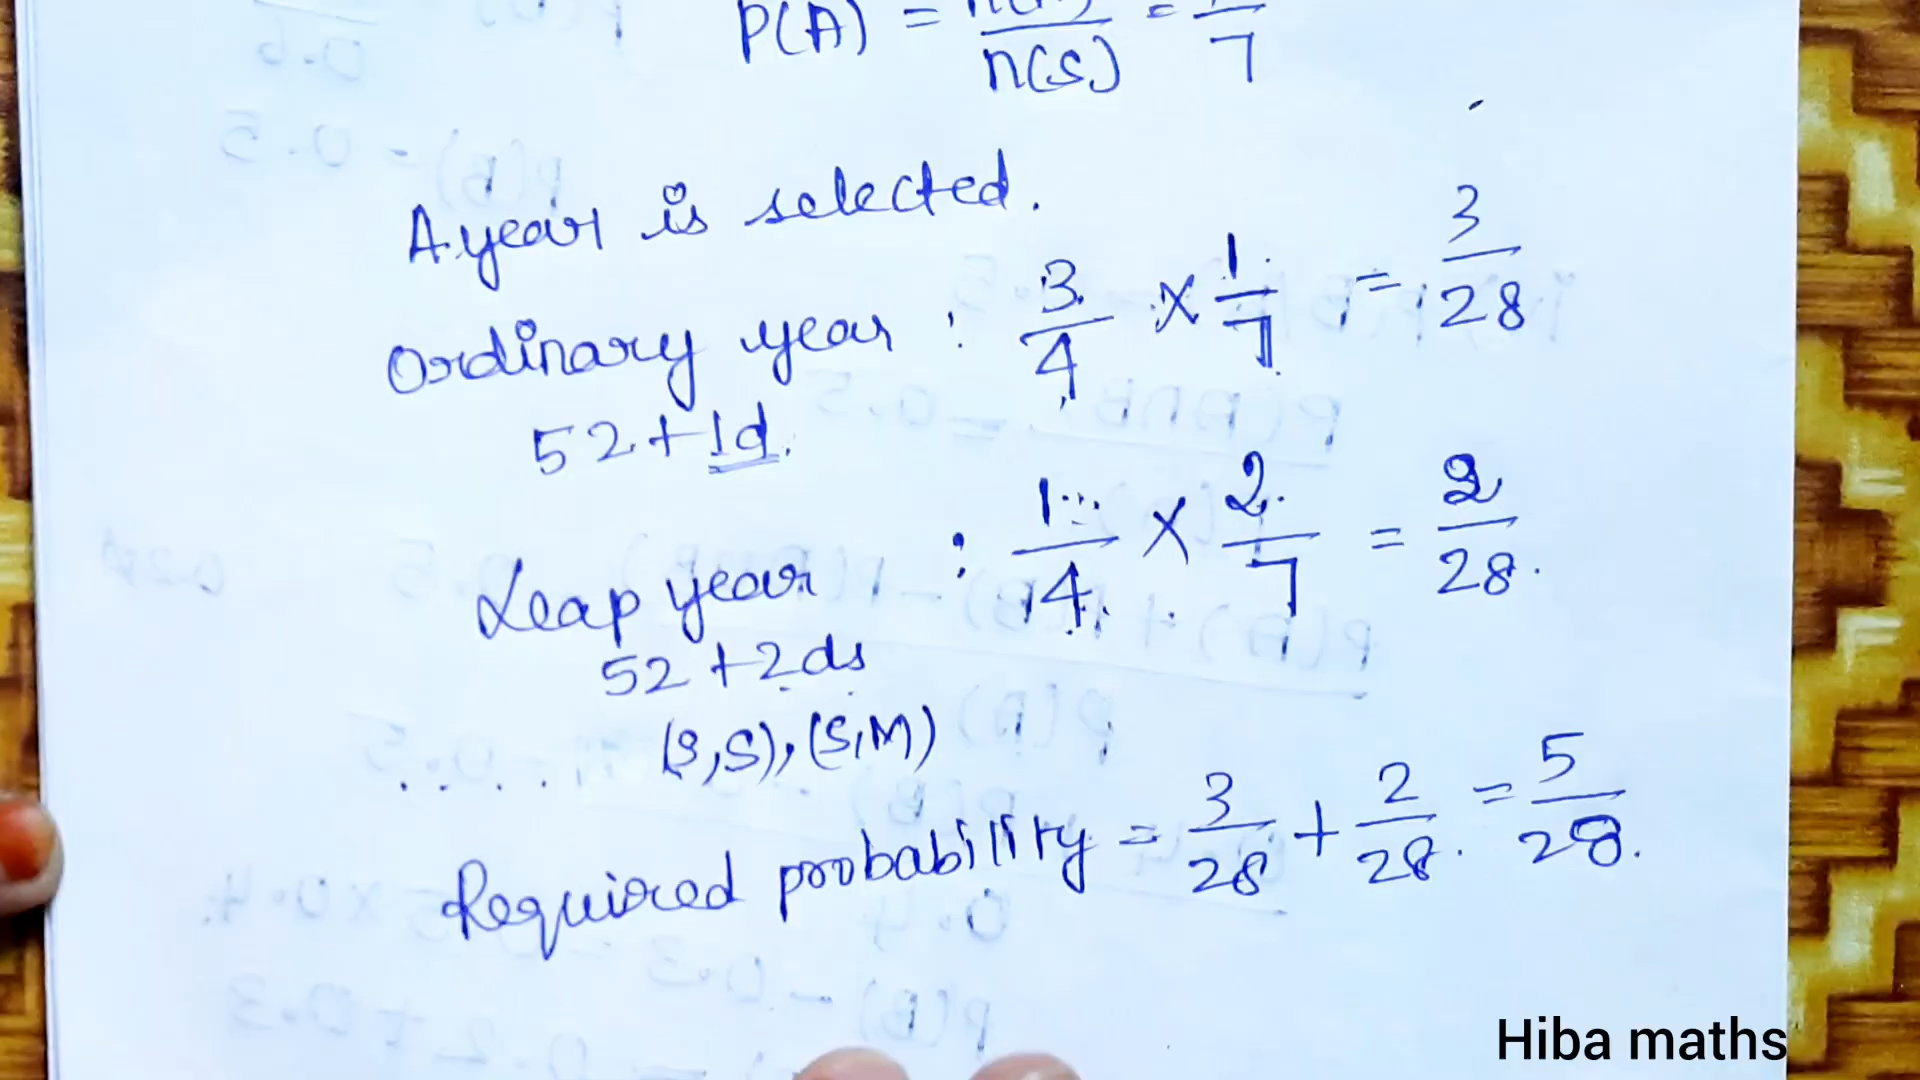 P(A) = n(A)/n(S) = 1/7
A year is selected.
Ordinary year : 3/4 × 1/7 = 3/28
52 + 1d.
Leap year : 1/4 × 2/7 = 2/28.
52 + 2ds
(S,S), (S,M)
Required probability = 3/28 + 2/28. = 5/28.
Hiba maths